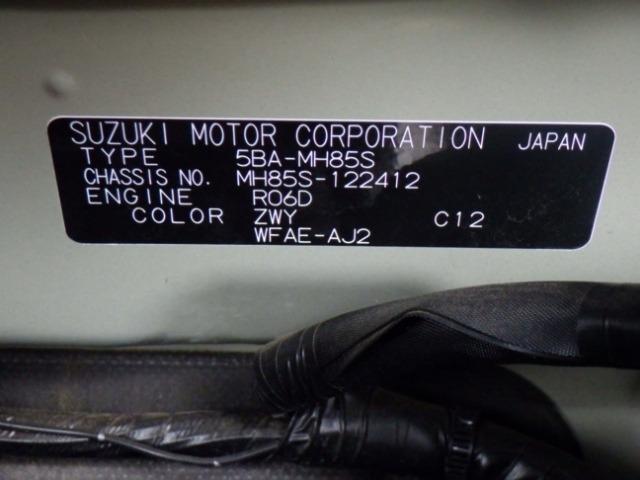 SUZUKI MOTOR CORPORATION JAPAN
TYPE 5BA-MH85S
CHASSIS NO. MH85S-122412
ENGINE R06D
COLOR ZWY C12
WFAE-AJ2